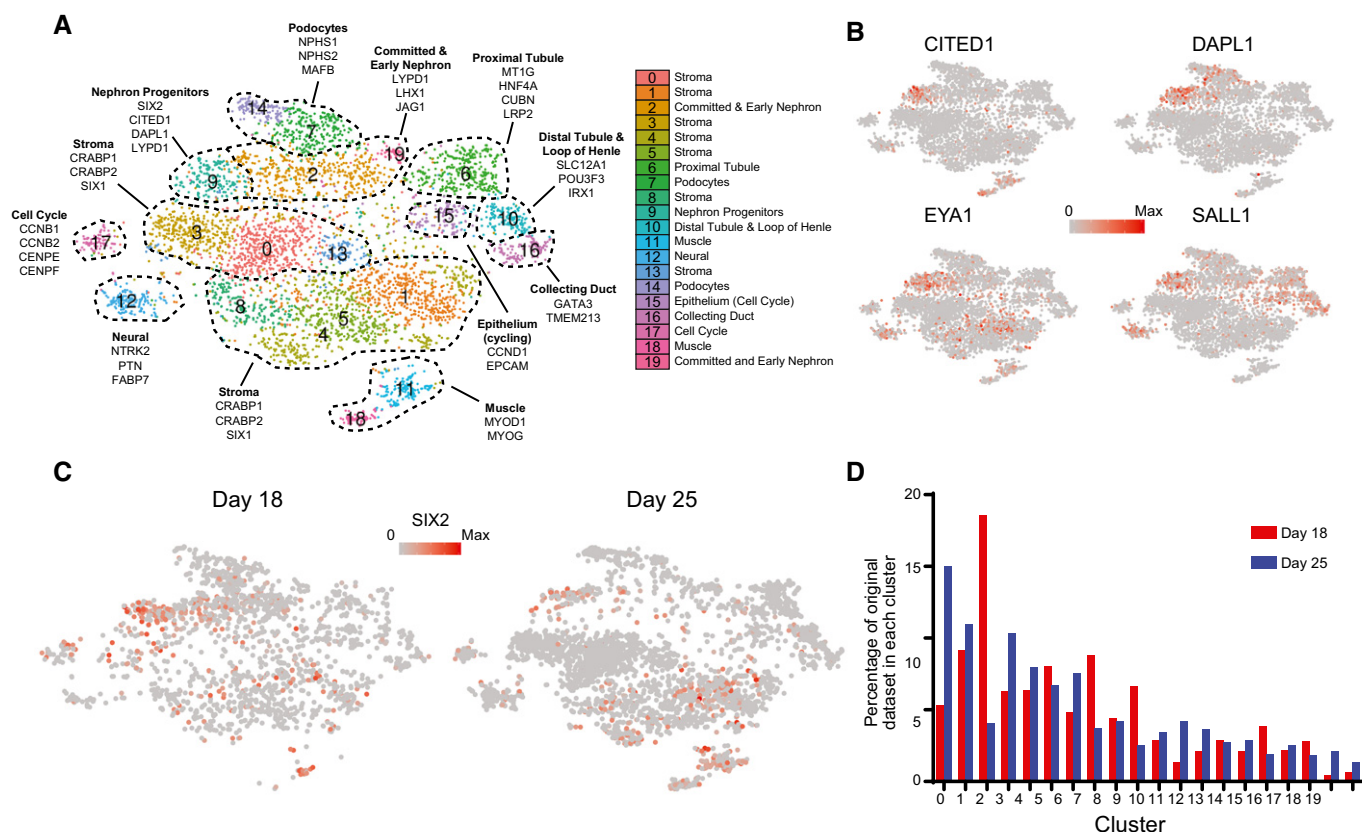 A
Podocytes
NPHS1
NPHS2
MAFB
Committed &
Early Nephron
LYPD1
LHX1
JAG1
Proximal Tubule
MT1G
HNF4A
CUBN
LRP2
Nephron Progenitors
SIX2
CITED1
DAPL1
LYPD1
Distal Tubule &
Loop of Henle
SLC12A1
POU3F3
IRX1
Stroma
CRABP1
CRABP2
SIX1
Cell Cycle
CCNB1
CCNB2
CENPE
CENPF
14
7
19
9
2
6
15
10
16
17
3
0
13
12
8
5
1
4
11
18
Collecting Duct
GATA3
TMEM213
Epithelium
(cycling)
CCND1
EPCAM
Neural
NTRK2
PTN
FABP7
Stroma
CRABP1
CRABP2
SIX1
Muscle
MYOD1
MYOG
0 Stroma
1 Stroma
2 Committed & Early Nephron
3 Stroma
4 Stroma
5 Stroma
6 Proximal Tubule
7 Podocytes
8 Stroma
9 Nephron Progenitors
10 Distal Tubule & Loop of Henle
11 Muscle
12 Neural
13 Stroma
14 Podocytes
15 Epithelium (Cell Cycle)
16 Collecting Duct
17 Cell Cycle
18 Muscle
19 Committed and Early Nephron
B
CITED1
DAPL1
EYA1
0 Max
SALL1
C
Day 18
SIX2
0 Max
Day 25
D
20
15
10
5
0
Percentage of original
dataset in each cluster
Day 18
Day 25
0 1 2 3 4 5 6 7 8 9 10 11 12 13 14 15 16 17 18 19
Cluster